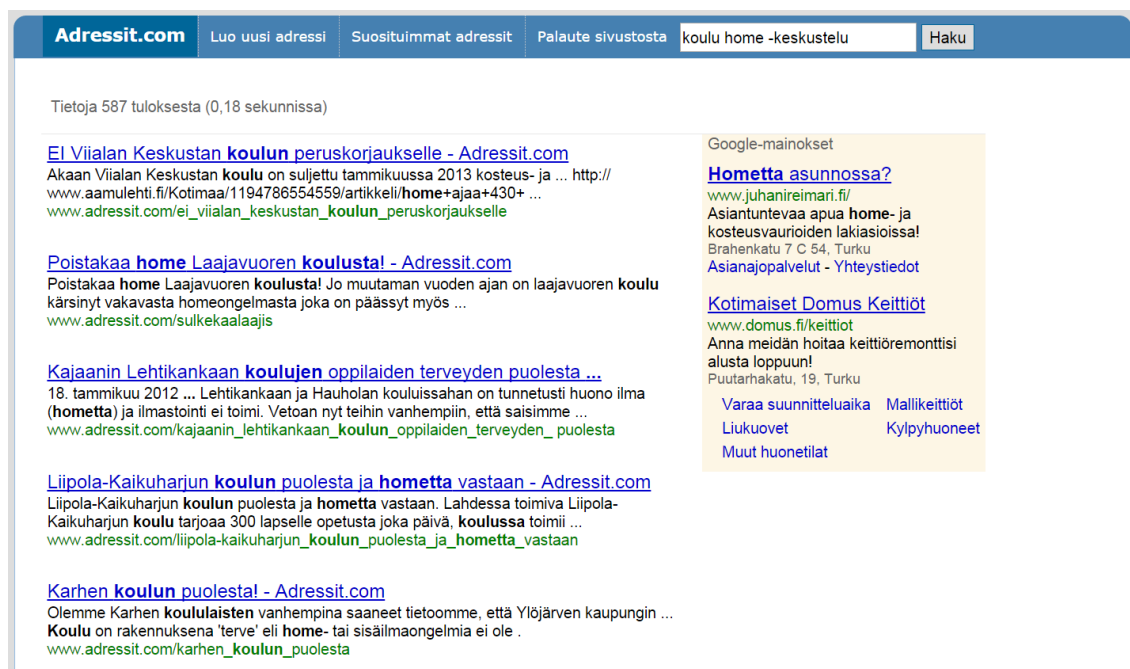 Adressit.com Luo uusi adressi Suosituimmat adressit Palaute sivustosta koulu home -keskustelu Haku
Tietoja 587 tuloksesta (0,18 sekunnissa)
EI Viialan Keskustan koulun peruskorjaukselle - Adressit.com
Akaan Viialan Keskustan koulu on suljettu tammikuussa 2013 kosteus- ja ... http://
www.aamulehti.fi/Kotimaa/1194786554559/artikkeli/home+ajaa+430+ ...
www.adressit.com/ei_viialan_keskustan_koulun_peruskorjaukselle
Poistakaa home Laajavuoren koulusta! - Adressit.com
Poistakaa home Laajavuoren koulusta! Jo muutaman vuoden ajan on laajavuoren koulu
kärsinyt vakavasta homeongelmasta joka on päässyt myös ...
www.adressit.com/sulkekaalaajis
Kajaanin Lehtikankaan koulujen oppilaiden terveyden puolesta ...
18. tammikuu 2012 ... Lehtikankaan ja Hauholan kouluissahan on tunnetusti huono ilma
(hometta) ja ilmastointi ei toimi. Vetoan nyt teihin vanhempiin, että saisimme ...
www.adressit.com/kajaanin_lehtikankaan_koulun_oppilaiden_terveyden_ puolesta
Liipola-Kaikuharjun koulun puolesta ja hometta vastaan - Adressit.com
Liipola-Kaikuharjun koulun puolesta ja hometta vastaan. Lahdessa toimiva Liipola-
Kaikuharjun koulu tarjoaa 300 lapselle opetusta joka päivä, koulussa toimii ...
www.adressit.com/liipola-kaikuharjun_koulun_puolesta_ja_hometta_vastaan
Karhen koulun puolesta! - Adressit.com
Olemme Karhen koululaisten vanhempina saaneet tietoomme, että Ylöjärven kaupungin ...
Koulu on rakennuksena 'terve' eli home- tai sisäilmaongelmia ei ole .
www.adressit.com/karhen_koulun_puolesta
Google-mainokset
Hometta asunnossa?
www.juhanireimari.fi/
Asiantuntevaa apua home- ja
kosteusvaurioiden lakiasioissa!
Brahenkatu 7 C 54, Turku
Asianajopalvelut - Yhteystiedot
Kotimaiset Domus Keittiöt
www.domus.fi/keittiot
Anna meidän hoitaa keittiöremonttisi
alusta loppuun!
Puutarhakatu, 19, Turku
Varaa suunnitteluaika Mallikeittiöt
Liukuovet Kylpyhuoneet
Muut huonetilat